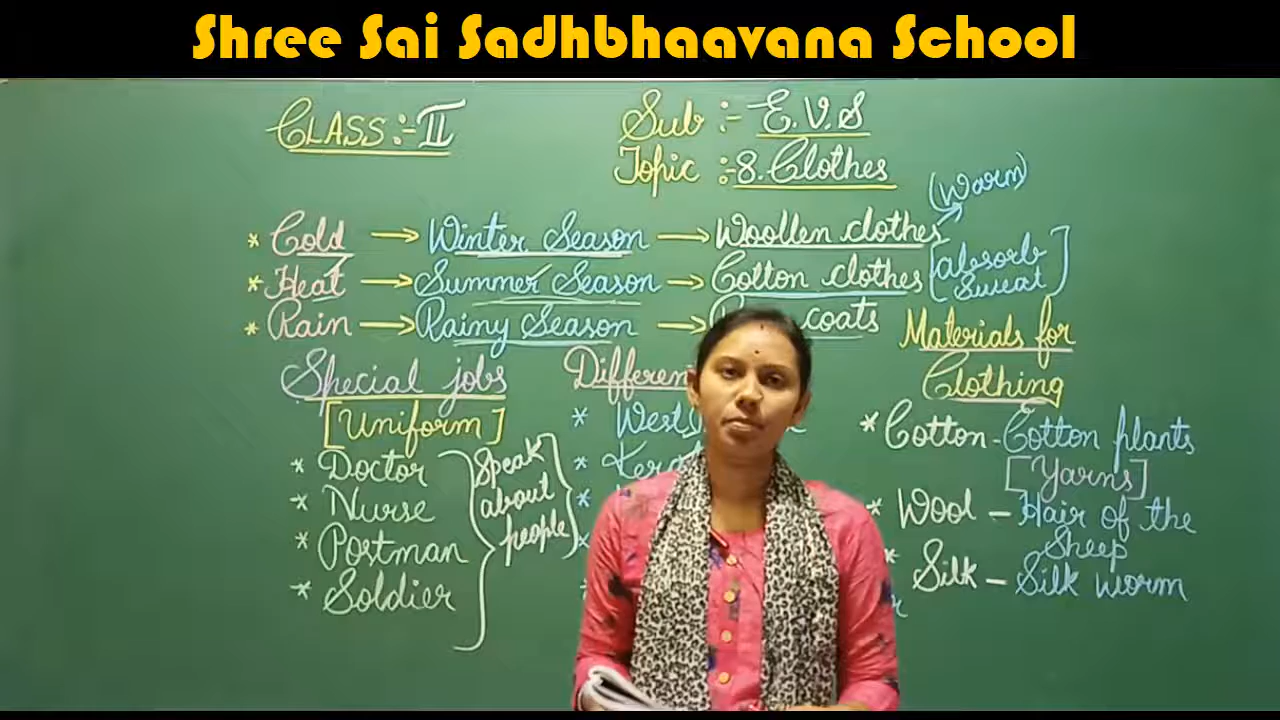 Shree Sai Sadhbhaavana School
CLASS :- II
Sub :- E.V.S
Topic :- 8. Clothes
* Cold → Winter Season → Woollen clothes (Warm)
* Heat → Summer Season → Cotton clothes [absorb Sweat]
* Rain → Rainy Season → coats
Special jobs
[Uniform]
* Doctor
* Nurse
* Postman
* Soldier
Speak
about
people
Materials for
Clothing
* Cotton - Cotton plants
[Yarns]
* Wool - Hair of the
Sheep
* Silk - Silk worm